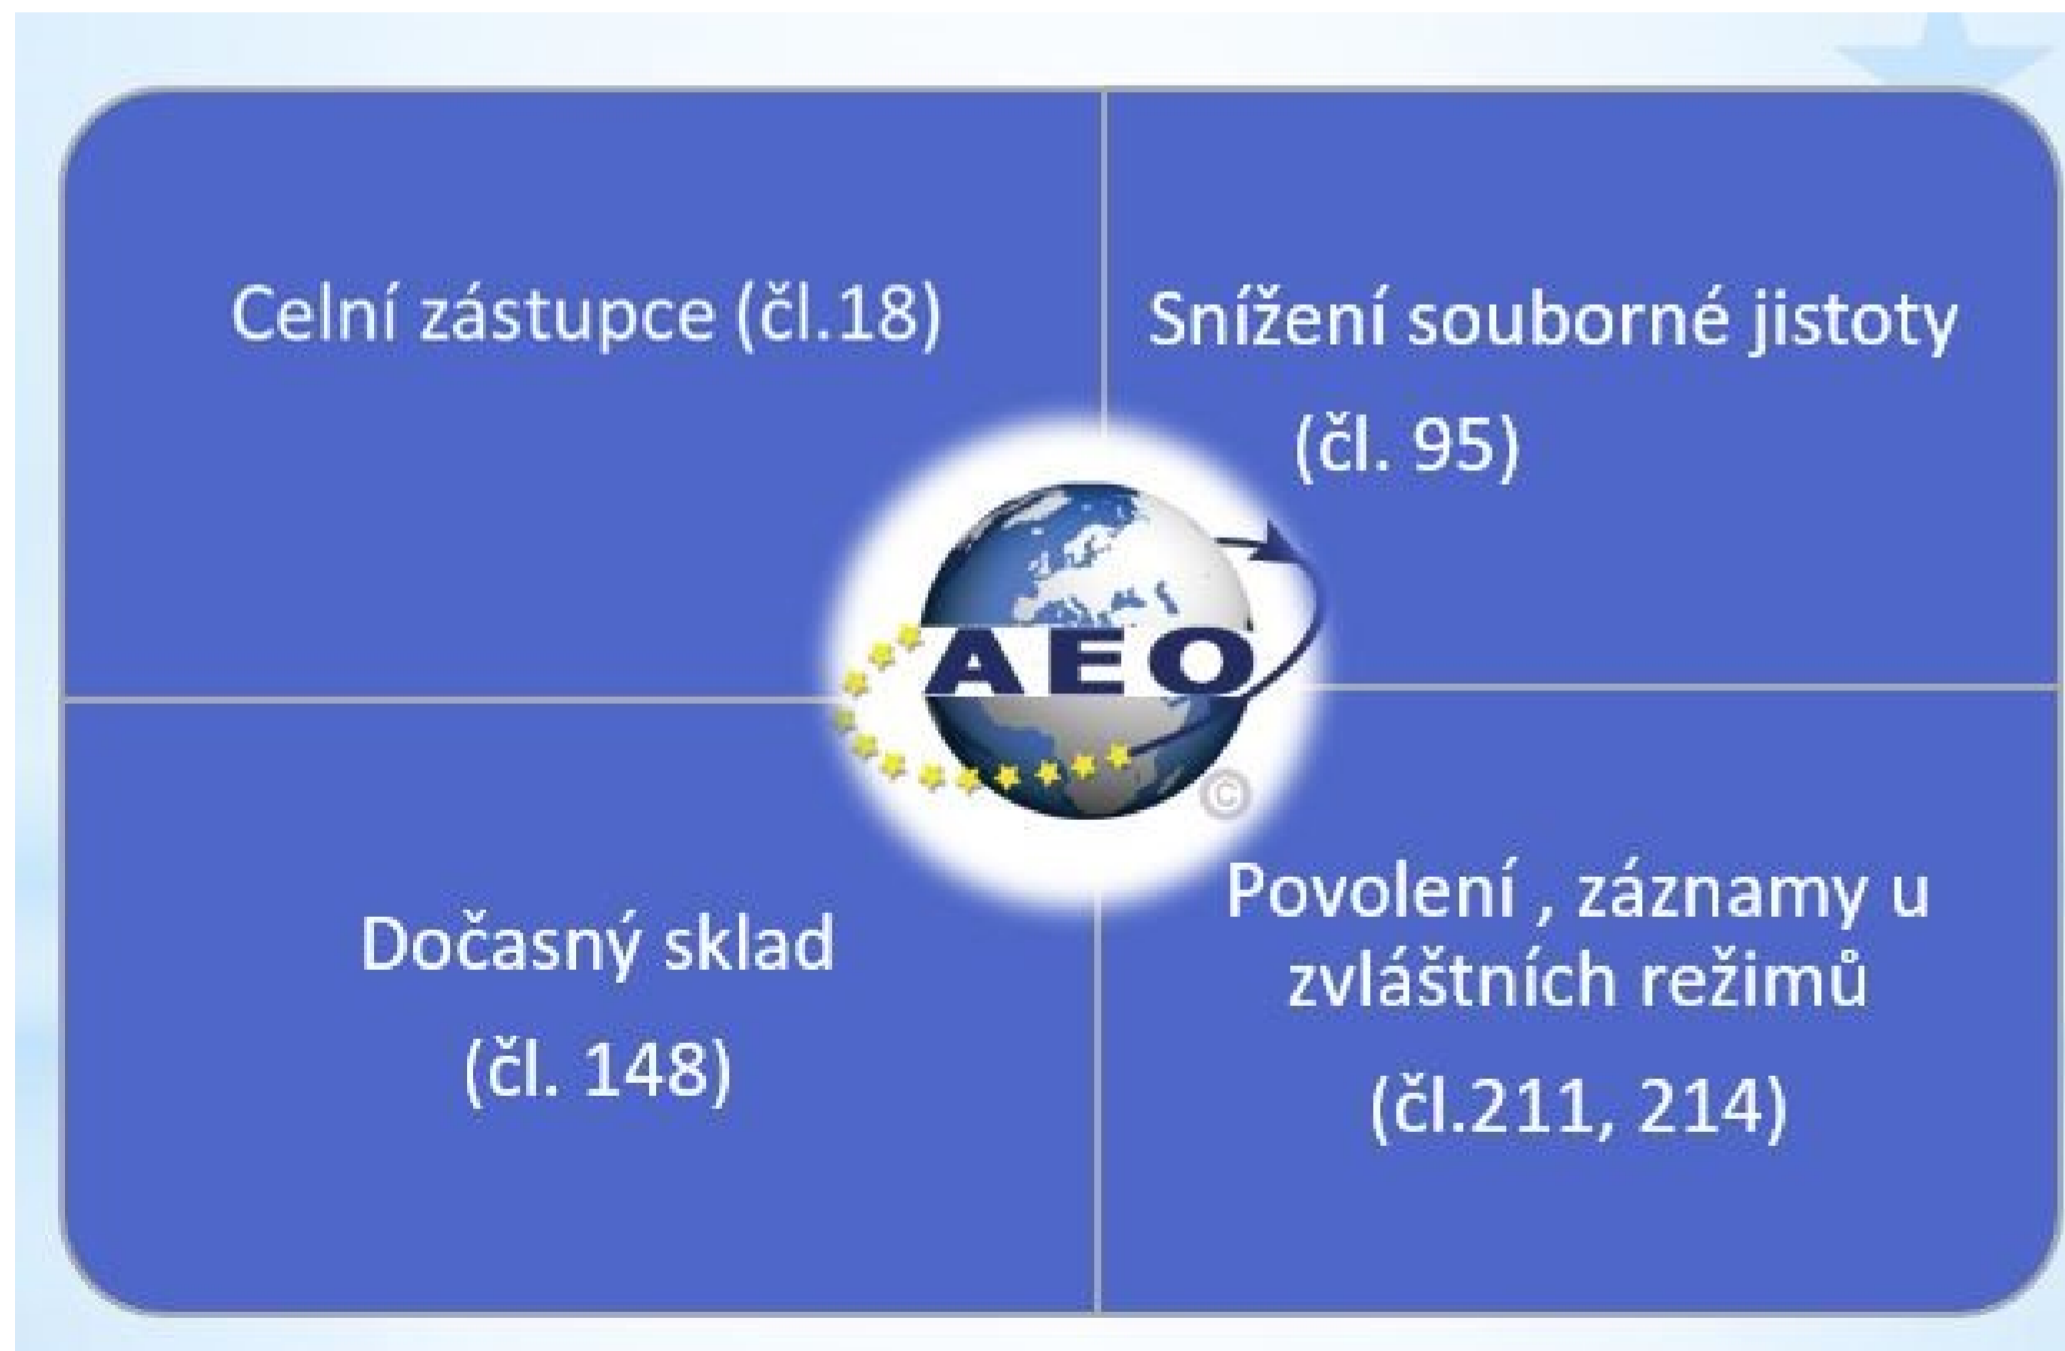 Celní zástupce (čl.18)
Snížení souborné jistoty
(čl. 95)
AEO
©
Dočasný sklad
(čl. 148)
Povolení , záznamy u
zvláštních režimů
(čl.211, 214)